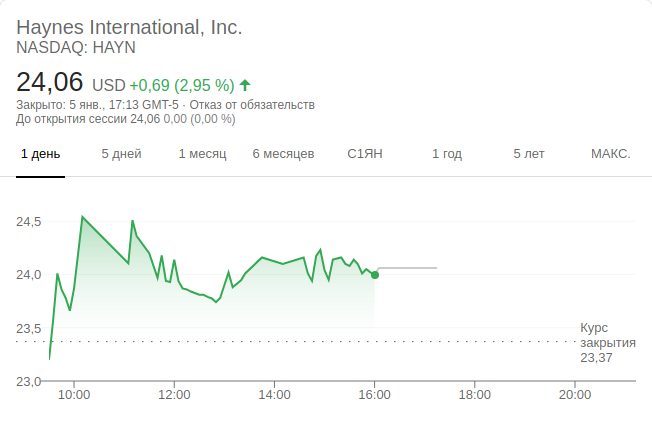 Haynes International, Inc.
NASDAQ: HAYN
24,06 USD +0,69 (2,95 %)
Закрыто: 5 янв., 17:13 GMT-5 · Отказ от обязательств
До открытия сессии 24,06 0,00 (0,00 %)
1 день 5 дней 1 месяц 6 месяцев С1ЯН 1 год 5 лет МАКС.
24,5
24,0
23,5
Курс
закрытия
23,37
23,0
10:00 12:00 14:00 16:00 18:00 20:00